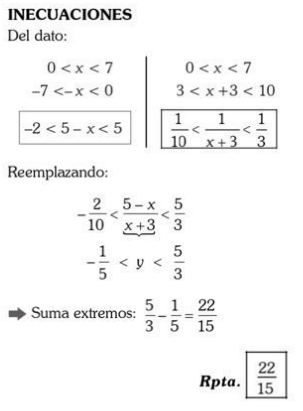 INECUACIONES
Del dato:
0 < x < 7
-7 <-x < 0
-2 < 5 - x < 5
0 < x < 7
3 < x +3 < 10
1/10 < 1/(x + 3) < 1/3
Reemplazando:
-2/10 < (5 - x)/(x + 3) < 5/3
-1/5 < y < 5/3
➡ Suma extremos: 5/3 - 1/5 = 22/15
Rpta. 22/15